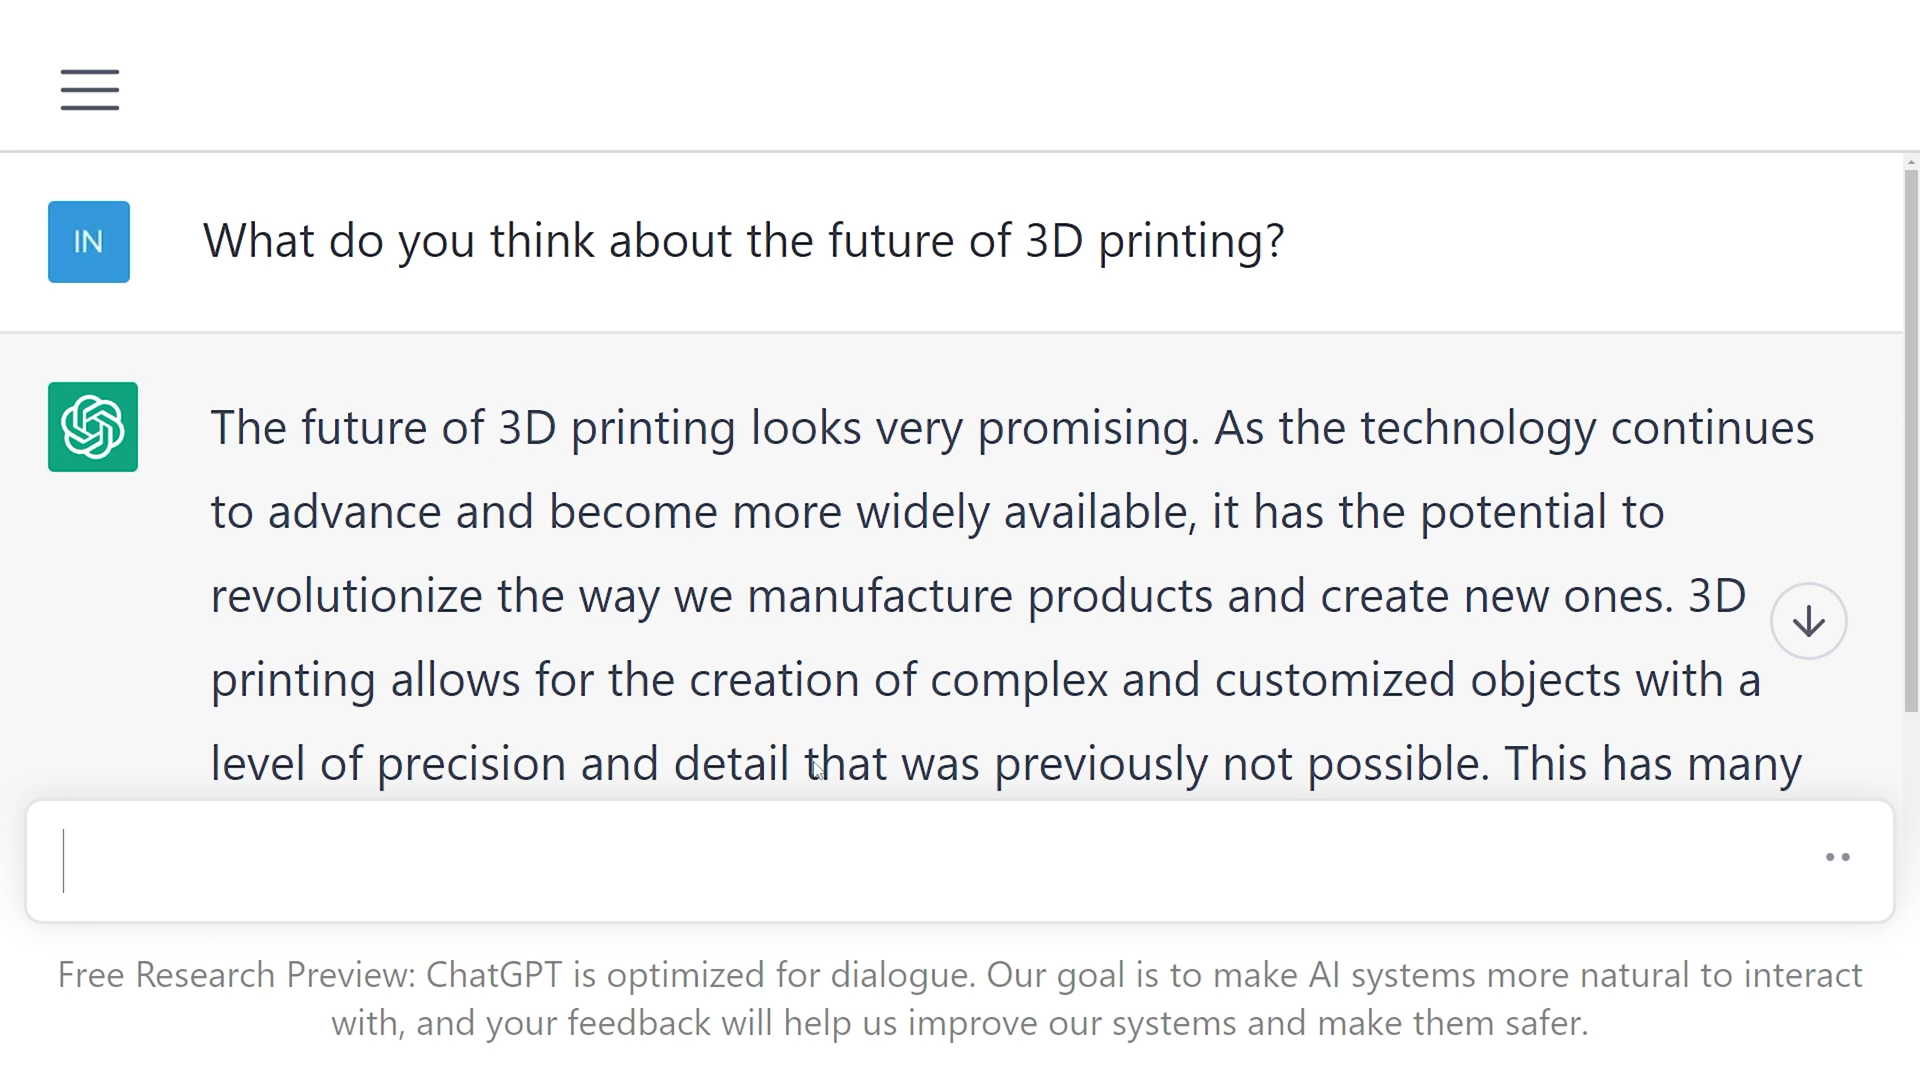 IN
What do you think about the future of 3D printing?
The future of 3D printing looks very promising. As the technology continues
to advance and become more widely available, it has the potential to
revolutionize the way we manufacture products and create new ones. 3D
printing allows for the creation of complex and customized objects with a
level of precision and detail that was previously not possible. This has many
Free Research Preview: ChatGPT is optimized for dialogue. Our goal is to make AI systems more natural to interact
with, and your feedback will help us improve our systems and make them safer.